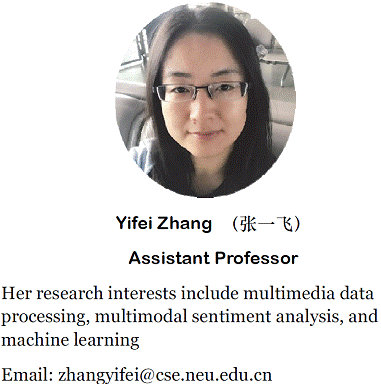 Yifei Zhang （张一飞）
Assistant Professor
Her research interests include multimedia data
processing, multimodal sentiment analysis, and
machine learning
Email: zhangyifei@cse.neu.edu.cn